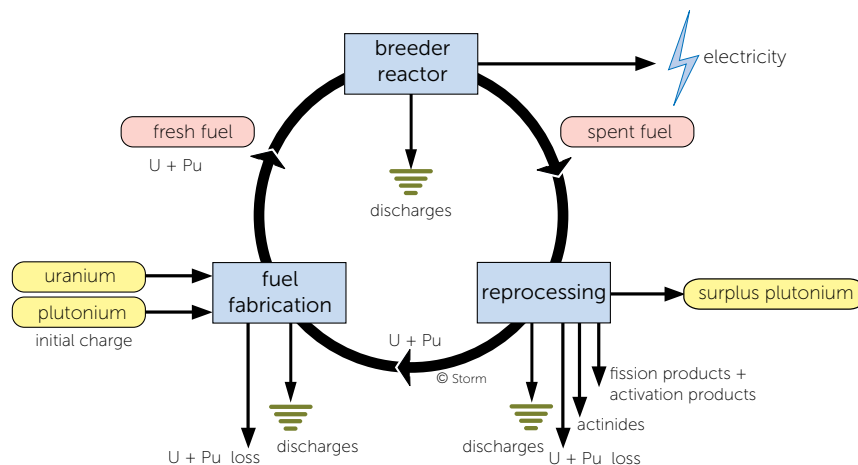 breeder
reactor
electricity
fresh fuel
spent fuel
U + Pu
discharges
uranium
fuel
fabrication
reprocessing
surplus plutonium
plutonium
initial charge
U + Pu
© Storm
fission products +
activation products
actinides
discharges
discharges
U + Pu loss
U + Pu loss